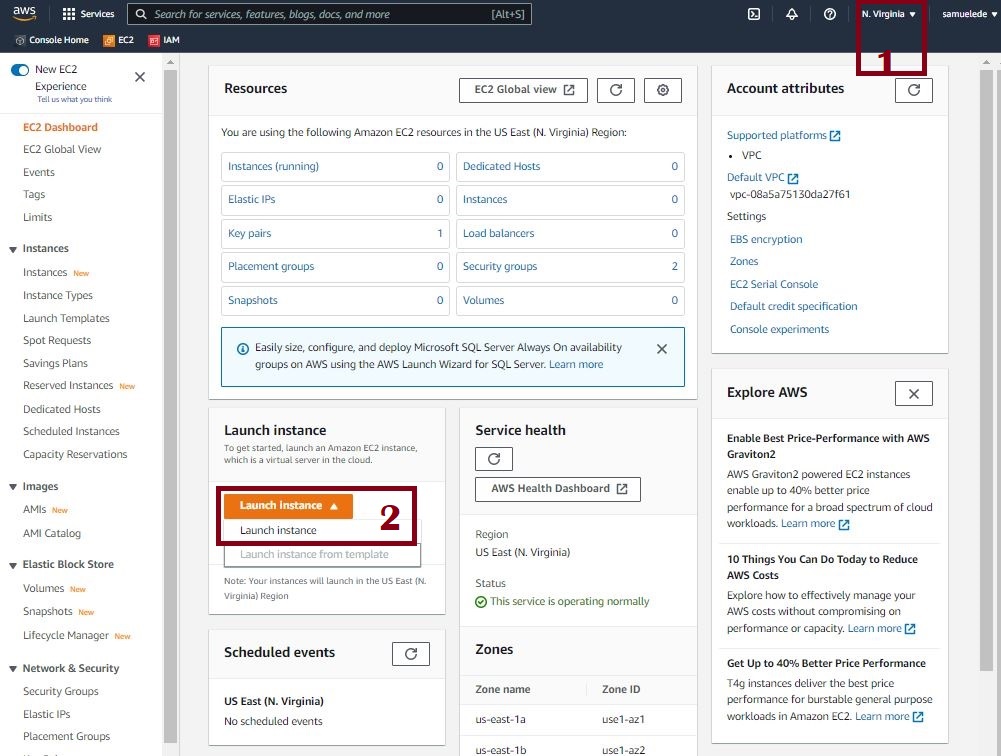 aws
Services
Search for services, features, blogs, docs, and more
[Alt+S]
N. Virginia ▼
samuelede ▼
Console Home
EC2
IAM
1
New EC2
Experience
Tell us what you think
EC2 Dashboard
EC2 Global View
Events
Tags
Limits
Instances
Instances New
Instance Types
Launch Templates
Spot Requests
Savings Plans
Reserved Instances New
Dedicated Hosts
Scheduled Instances
Capacity Reservations
Images
AMIs New
AMI Catalog
Elastic Block Store
Volumes New
Snapshots New
Lifecycle Manager New
Network & Security
Security Groups
Elastic IPs
Placement Groups
Resources
EC2 Global view
You are using the following Amazon EC2 resources in the US East (N. Virginia) Region:
Instances (running) 0
Dedicated Hosts 0
Elastic IPs 0
Instances 0
Key pairs 1
Load balancers 0
Placement groups 0
Security groups 2
Snapshots 0
Volumes 0
Easily size, configure, and deploy Microsoft SQL Server Always On availability
groups on AWS using the AWS Launch Wizard for SQL Server. Learn more
Launch instance
To get started, launch an Amazon EC2 instance,
which is a virtual server in the cloud.
Launch instance ▲
2
Launch instance
Launch instance from template
Note: Your instances will launch in the US East (N.
Virginia) Region
Scheduled events
US East (N. Virginia)
No scheduled events
Service health
AWS Health Dashboard
Region
US East (N. Virginia)
Status
This service is operating normally
Zones
Zone name
Zone ID
us-east-1a
use1-az1
us-east-1b
use1-az2
Account attributes
Supported platforms
• VPC
Default VPC
vpc-08a5a75130da27f61
Settings
EBS encryption
Zones
EC2 Serial Console
Default credit specification
Console experiments
Explore AWS
Enable Best Price-Performance with AWS
Graviton2
AWS Graviton2 powered EC2 instances
enable up to 40% better price
performance for a broad spectrum of cloud
workloads. Learn more
10 Things You Can Do Today to Reduce
AWS Costs
Explore how to effectively manage your
AWS costs without compromising on
performance or capacity. Learn more
Get Up to 40% Better Price Performance
T4g instances deliver the best price
performance for burstable general purpose
workloads in Amazon EC2. Learn more